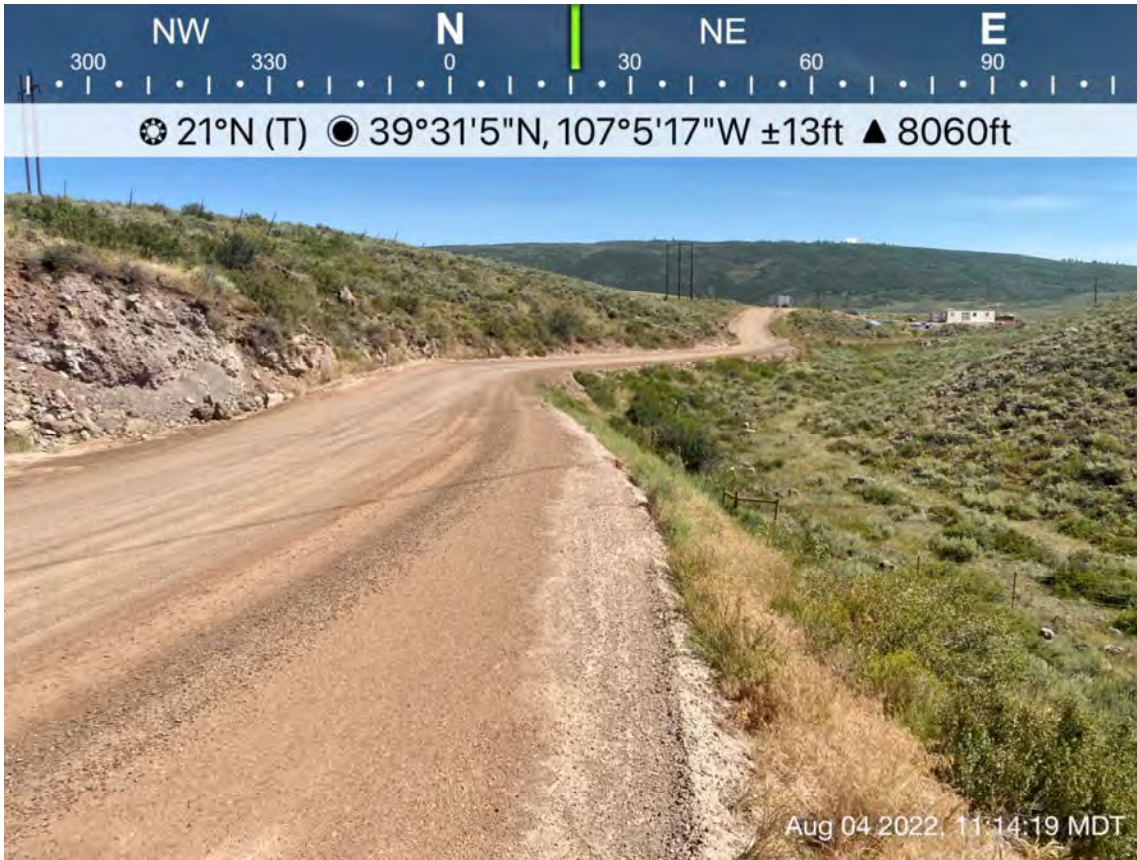 NW N NE E
300 330 0 30 60 90
21°N (T) 39°31'5"N, 107°5'17"W ±13ft ▲ 8060ft
Aug 04 2022, 11:14:19 MDT